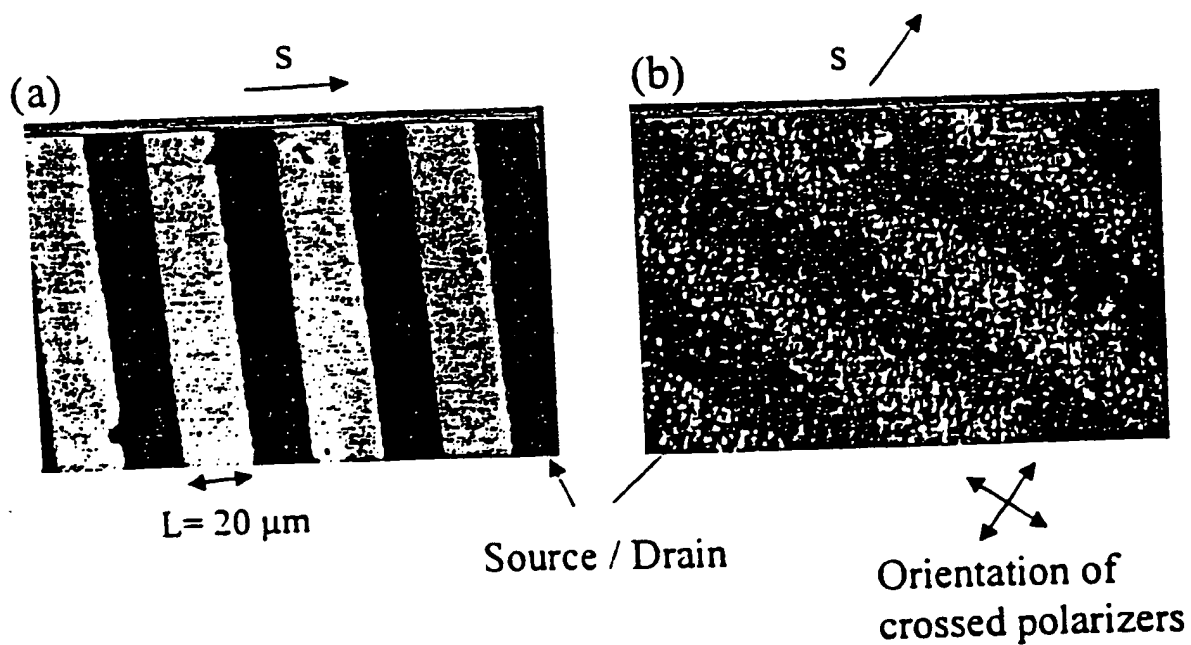 (a)
S
(b)
S
L= 20 μm
Source / Drain
Orientation of
crossed polarizers